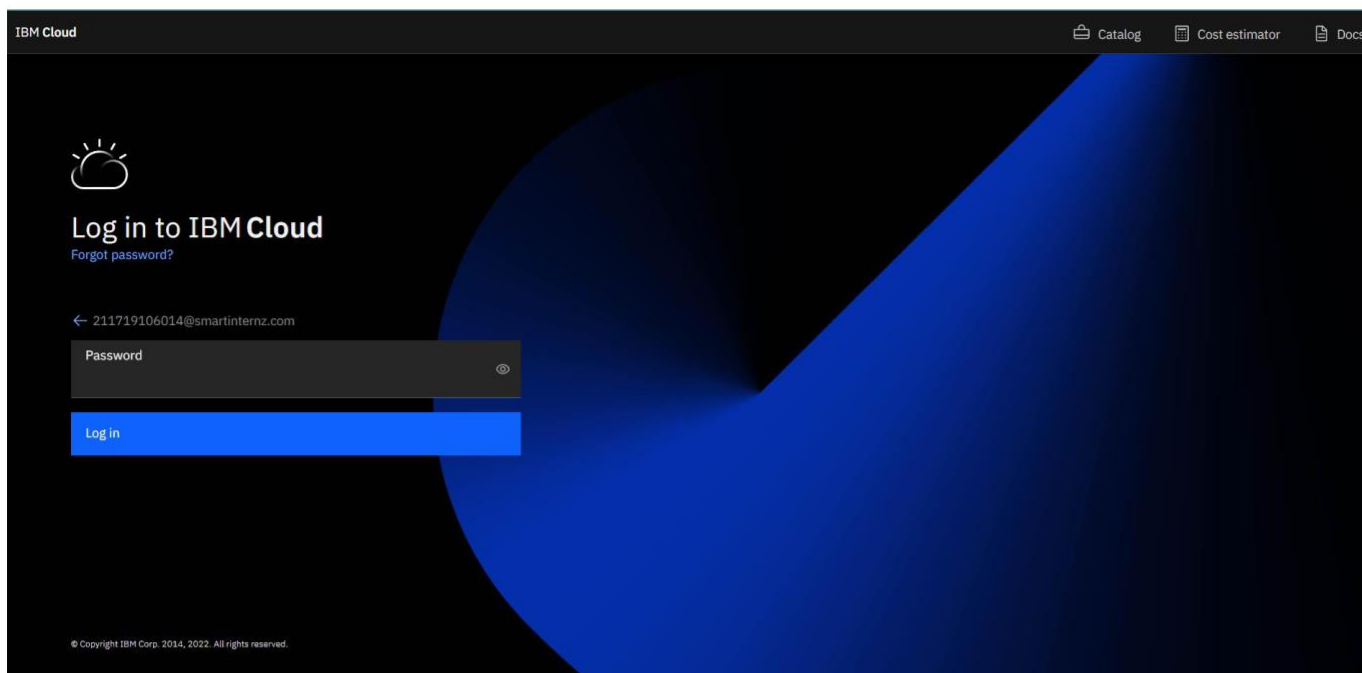 IBM Cloud Catalog Cost estimator Docs
Log in to IBM Cloud
Forgot password?
← 211719106014@smartinternz.com
Password
Log in
© Copyright IBM Corp. 2014, 2022. All rights reserved.